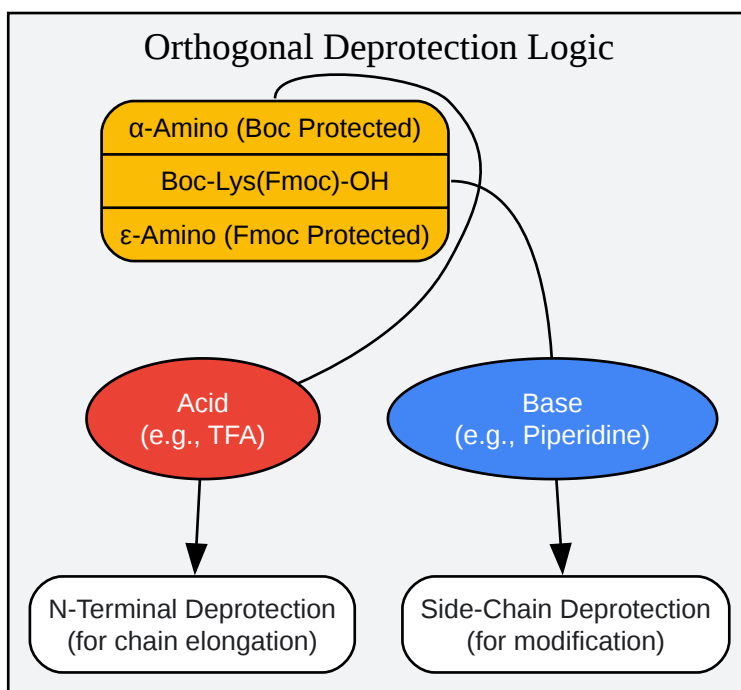 Orthogonal Deprotection Logic
α-Amino (Boc Protected)
Boc-Lys(Fmoc)-OH
ε-Amino (Fmoc Protected)
Acid
(e.g., TFA)
Base
(e.g., Piperidine)
N-Terminal Deprotection
(for chain elongation)
Side-Chain Deprotection
(for modification)